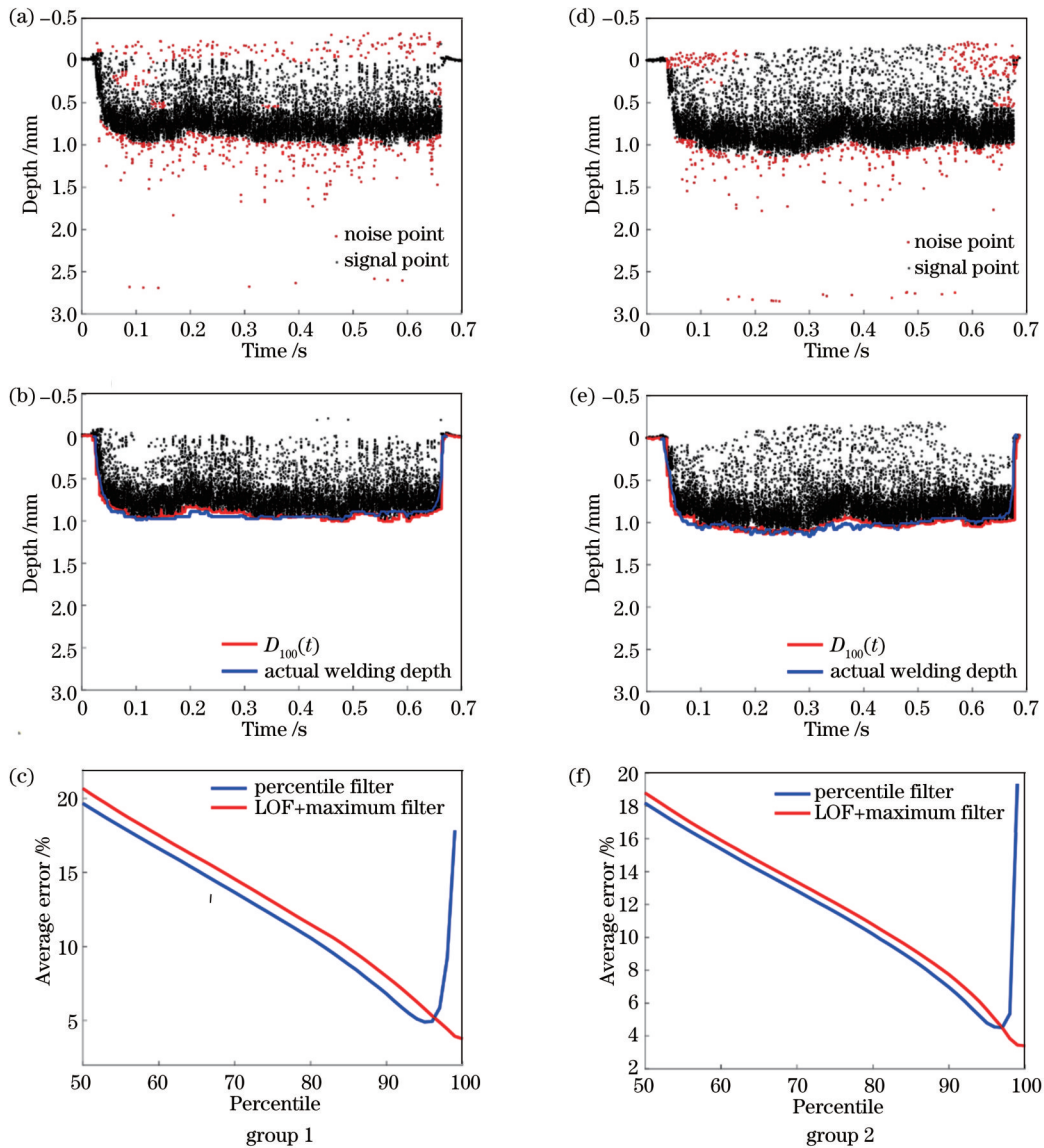 (a)
−0.5
0
0.5
1.0
1.5
2.0
2.5
3.0
Depth /mm
noise point
signal point
0 0.1 0.2 0.3 0.4 0.5 0.6 0.7
Time /s
(d)
−0.5
0
0.5
1.0
1.5
2.0
2.5
3.0
Depth /mm
noise point
signal point
0 0.1 0.2 0.3 0.4 0.5 0.6 0.7
Time /s
(b)
−0.5
0
0.5
1.0
1.5
2.0
2.5
3.0
Depth /mm
D100(t)
actual welding depth
0 0.1 0.2 0.3 0.4 0.5 0.6 0.7
Time /s
(e)
−0.5
0
0.5
1.0
1.5
2.0
2.5
3.0
Depth /mm
D100(t)
actual welding depth
0 0.1 0.2 0.3 0.4 0.5 0.6 0.7
Time /s
(c)
20
15
10
5
Average error /%
percentile filter
LOF+maximum filter
50 60 70 80 90 100
Percentile
group 1
(f)
20
18
16
14
12
10
8
6
4
2
Average error /%
percentile filter
LOF+maximum filter
50 60 70 80 90 100
Percentile
group 2